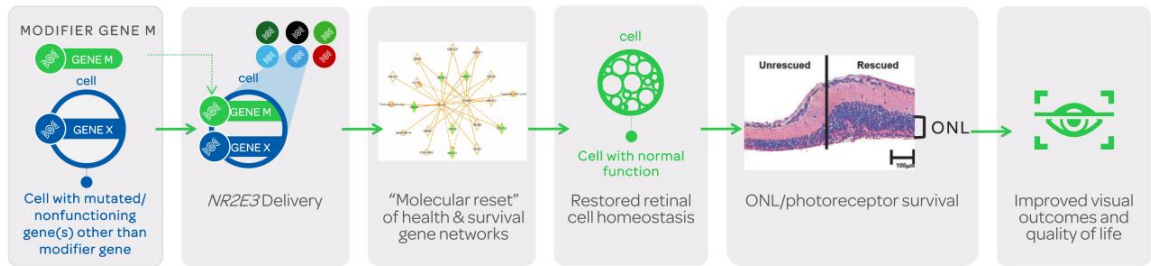 MODIFIER GENE M
GENE M
cell
GENE X
Cell with mutated/
nonfunctioning
gene(s) other than
modifier gene
cell
GENE M
GENE X
NR2E3 Delivery
"Molecular reset"
of health & survival
gene networks
cell
Cell with normal
function
Restored retinal
cell homeostasis
Unrescued
Rescued
ONL
100μm
ONL/photoreceptor survival
Improved visual
outcomes and
quality of life